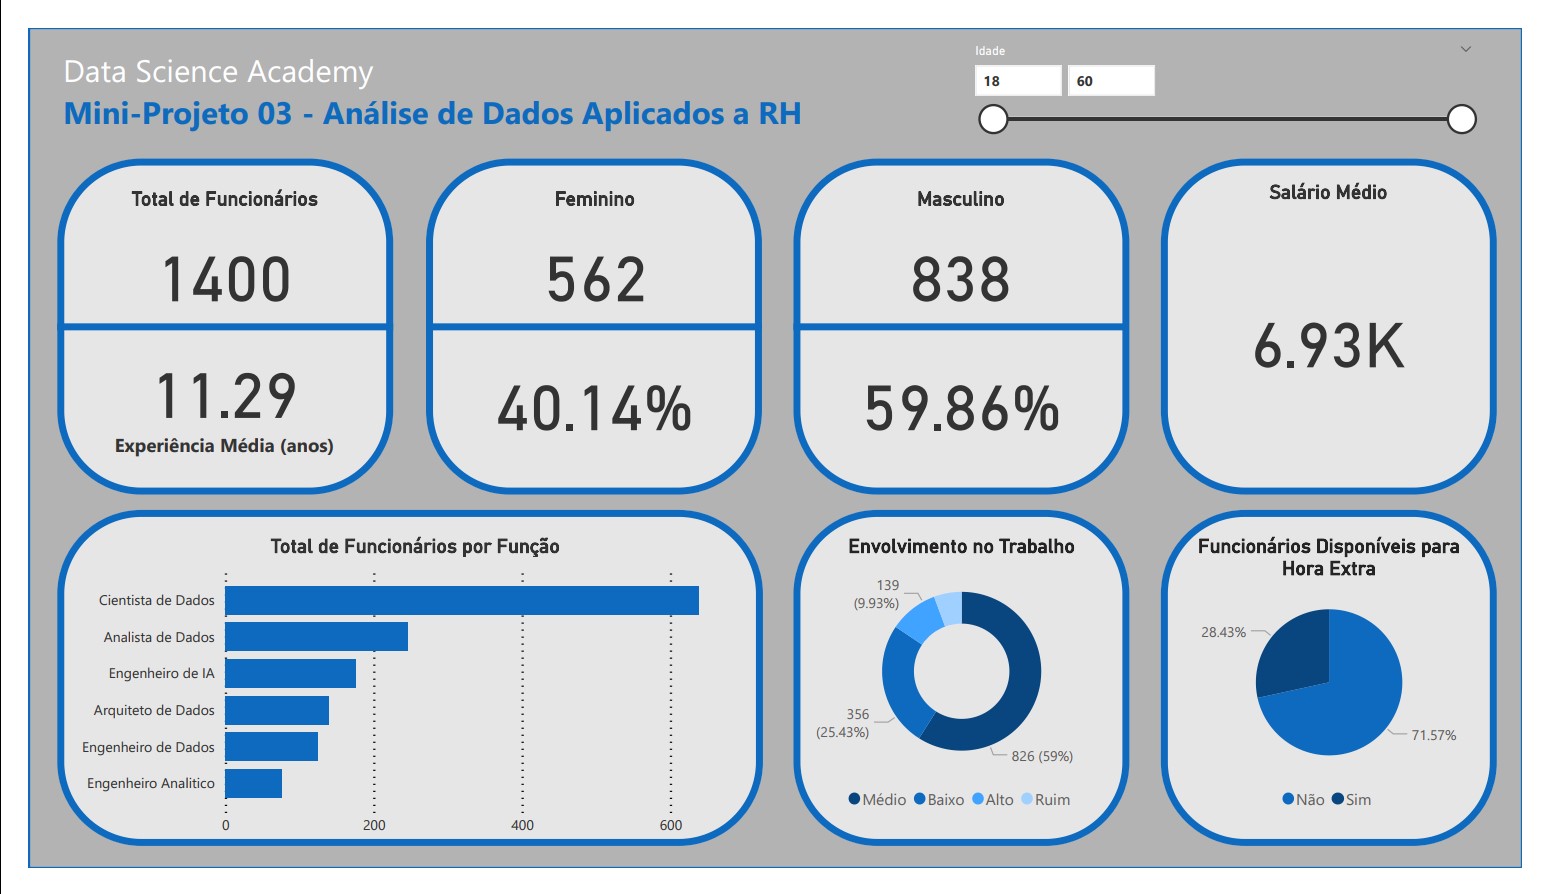 Data Science Academy
Mini-Projeto 03 - Análise de Dados Aplicados a RH
Idade
18
60
Total de Funcionários
1400
11.29
Experiência Média (anos)
Feminino
562
40.14%
Masculino
838
59.86%
Salário Médio
6.93K
Total de Funcionários por Função
Cientista de Dados
Analista de Dados
Engenheiro de IA
Arquiteto de Dados
Engenheiro de Dados
Engenheiro Analitico
0 200 400 600
Envolvimento no Trabalho
139
(9.93%)
356
(25.43%)
826 (59%)
Médio Baixo Alto Ruim
Funcionários Disponíveis para
Hora Extra
28.43%
71.57%
Não Sim